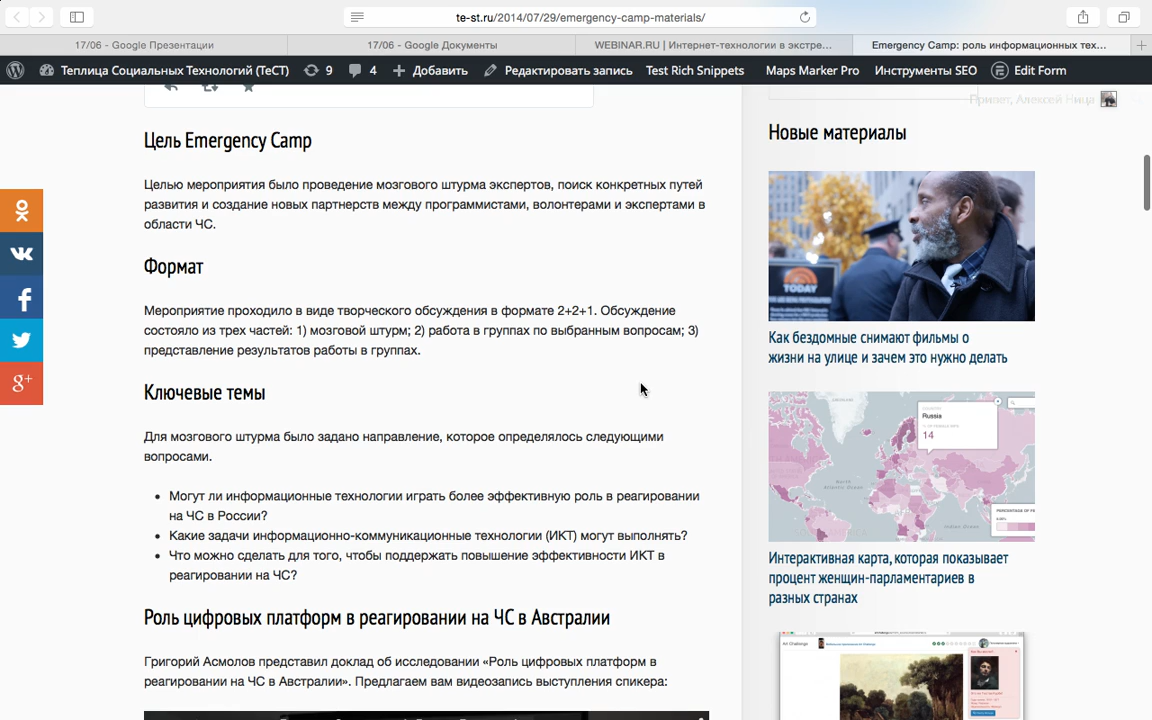 te-st.ru/2014/07/29/emergency-camp-materials/
17/06 - Google Презентации
17/06 - Google Документы
WEBINAR.RU | Интернет-технологии в экстре...
Emergency Camp: роль информационных тех...
Теплица Социальных Технологий (ТеСТ)
9
4
Добавить
Редактировать запись
Test Rich Snippets
Maps Marker Pro
Инструменты SEO
Edit Form
Привет, Алексей Ница
Цель Emergency Camp
Целью мероприятия было проведение мозгового штурма экспертов, поиск конкретных путей
развития и создание новых партнерств между программистами, волонтерами и экспертами в
области ЧС.
Формат
Мероприятие проходило в виде творческого обсуждения в формате 2+2+1. Обсуждение
состояло из трех частей: 1) мозговой штурм; 2) работа в группах по выбранным вопросам; 3)
представление результатов работы в группах.
Ключевые темы
Для мозгового штурма было задано направление, которое определялось следующими
вопросами.
Могут ли информационные технологии играть более эффективную роль в реагировании
на ЧС в России?
Какие задачи информационно-коммуникационные технологии (ИКТ) могут выполнять?
Что можно сделать для того, чтобы поддержать повышение эффективности ИКТ в
реагировании на ЧС?
Роль цифровых платформ в реагировании на ЧС в Австралии
Григорий Асмолов представил доклад об исследовании «Роль цифровых платформ в
реагировании на ЧС в Австралии». Предлагаем вам видеозапись выступления спикера:
Новые материалы
TODAY
Как бездомные снимают фильмы о
жизни на улице и зачем это нужно делать
Russia
14
Интерактивная карта, которая показывает
процент женщин-парламентариев в
разных странах